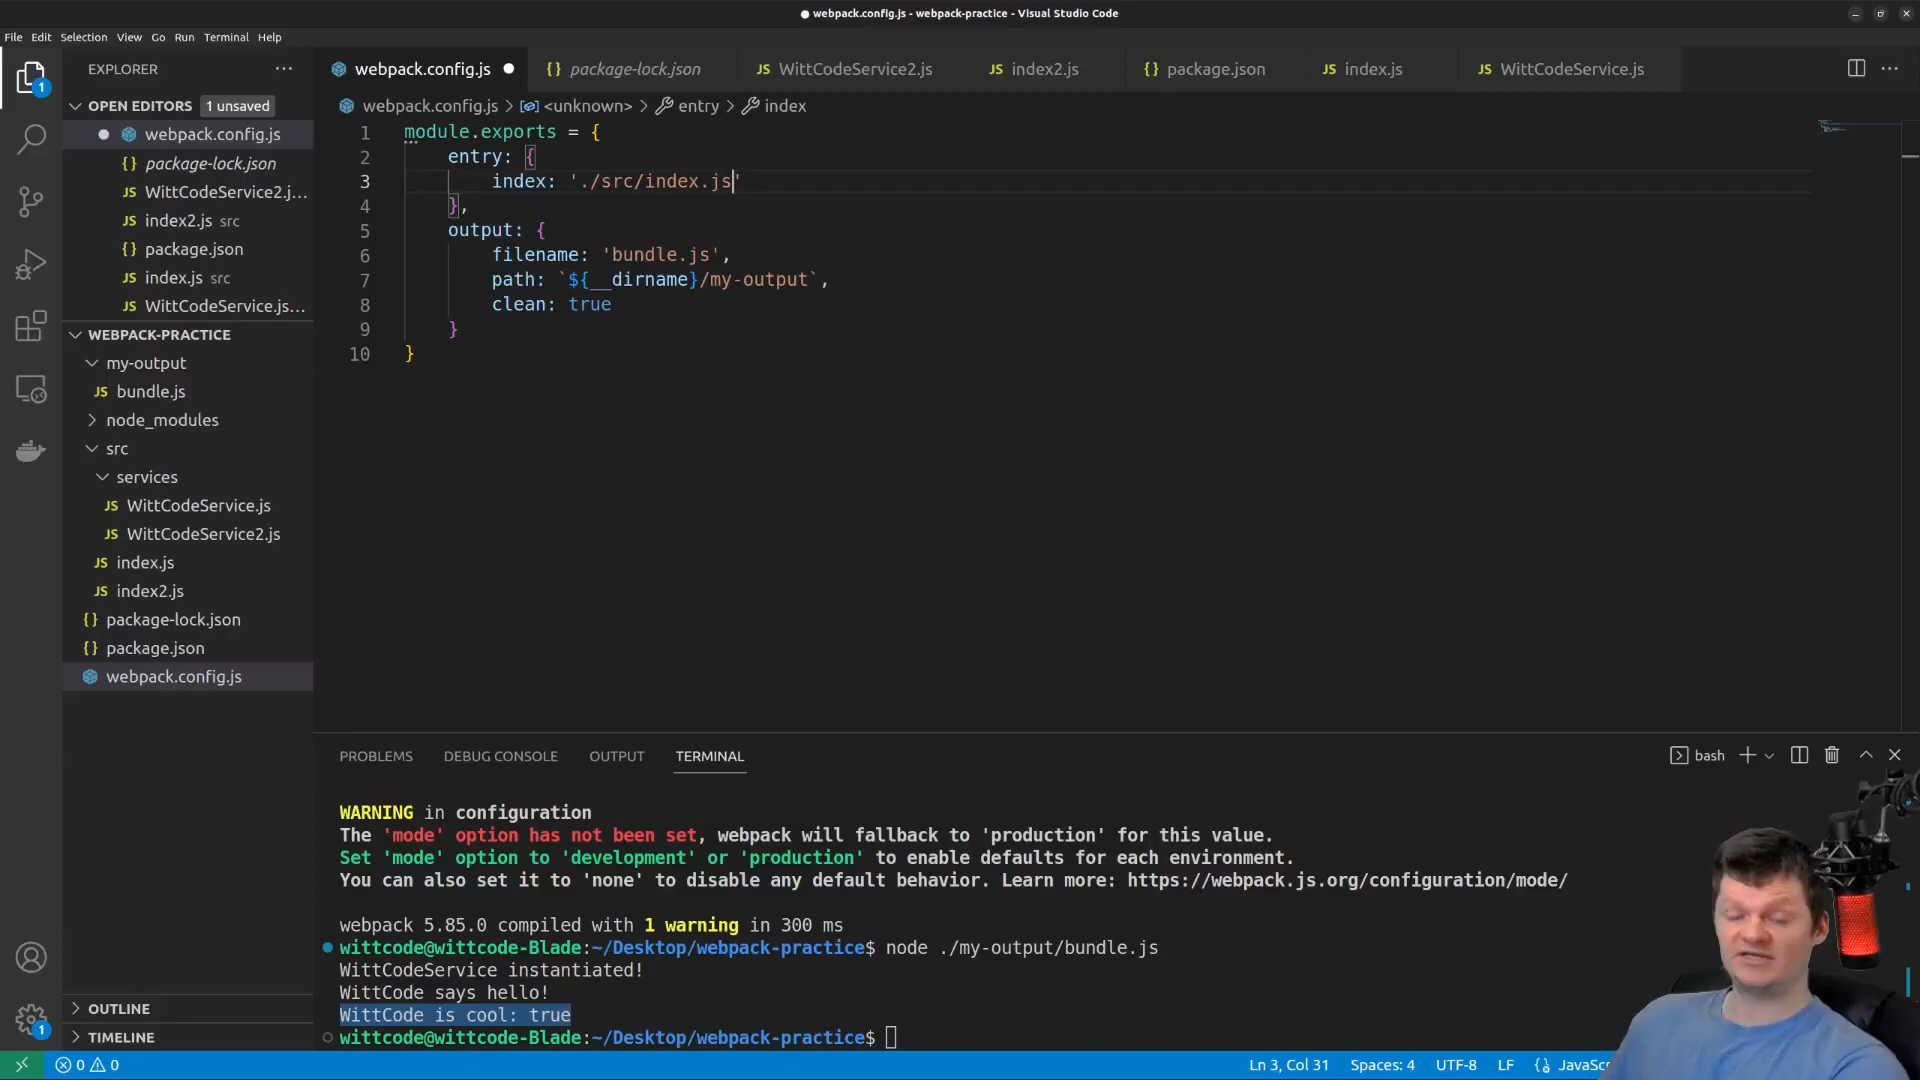 webpack.config.js - webpack-practice - Visual Studio Code
File Edit Selection View Go Run Terminal Help
EXPLORER
webpack.config.js package-lock.json WittCodeService2.js index2.js package.json index.js WittCodeService.js
OPEN EDITORS 1 unsaved
webpack.config.js
package-lock.json
WittCodeService2.j...
index2.js src
package.json
index.js src
WittCodeService.js...
WEBPACK-PRACTICE
my-output
bundle.js
node_modules
src
services
WittCodeService.js
WittCodeService2.js
index.js
index2.js
package-lock.json
package.json
webpack.config.js
OUTLINE
TIMELINE
1
1
webpack.config.js > <unknown> > entry > index
1 module.exports = {
2 entry: {
3 index: './src/index.js'
4 },
5 output: {
6 filename: 'bundle.js',
7 path: `${__dirname}/my-output`,
8 clean: true
9 }
10 }
PROBLEMS DEBUG CONSOLE OUTPUT TERMINAL
bash
WARNING in configuration
The 'mode' option has not been set, webpack will fallback to 'production' for this value.
Set 'mode' option to 'development' or 'production' to enable defaults for each environment.
You can also set it to 'none' to disable any default behavior. Learn more: https://webpack.js.org/configuration/mode/
webpack 5.85.0 compiled with 1 warning in 300 ms
wittcode@wittcode-Blade:~/Desktop/webpack-practice$ node ./my-output/bundle.js
WittCodeService instantiated!
WittCode says hello!
WittCode is cool: true
wittcode@wittcode-Blade:~/Desktop/webpack-practice$
0 0
Ln 3, Col 31 Spaces: 4 UTF-8 LF {} JavaSc